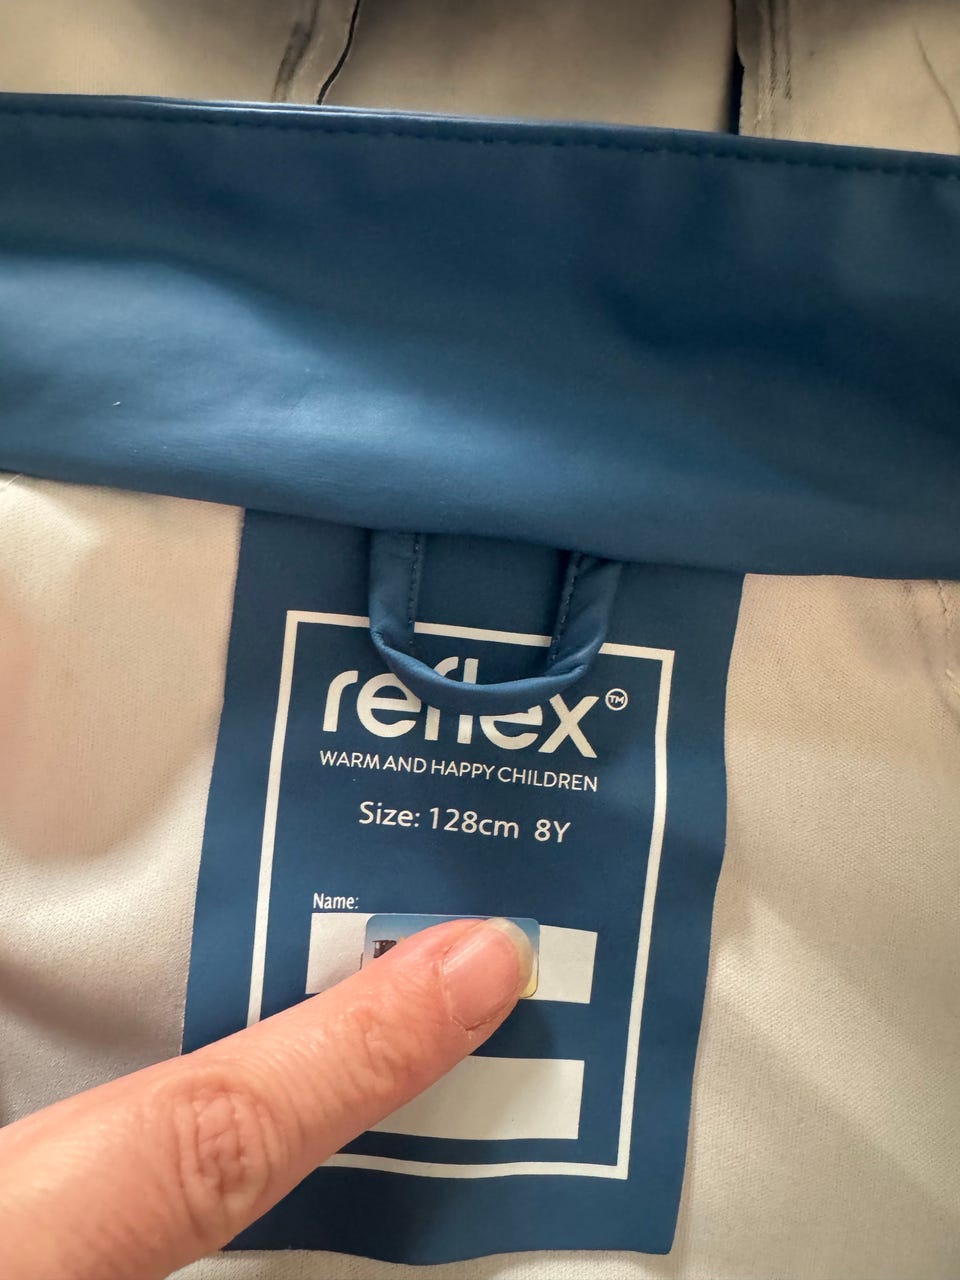 reflex™
WARM AND HAPPY CHILDREN
Size: 128cm 8Y
Name: